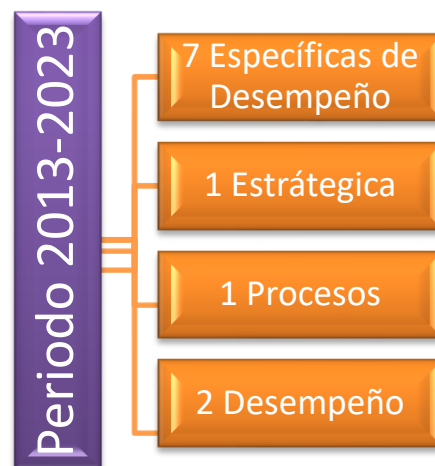 Periodo 2013-2023
7 Específicas de
Desempeño
1 Estrátegica
1 Procesos
2 Desempeño